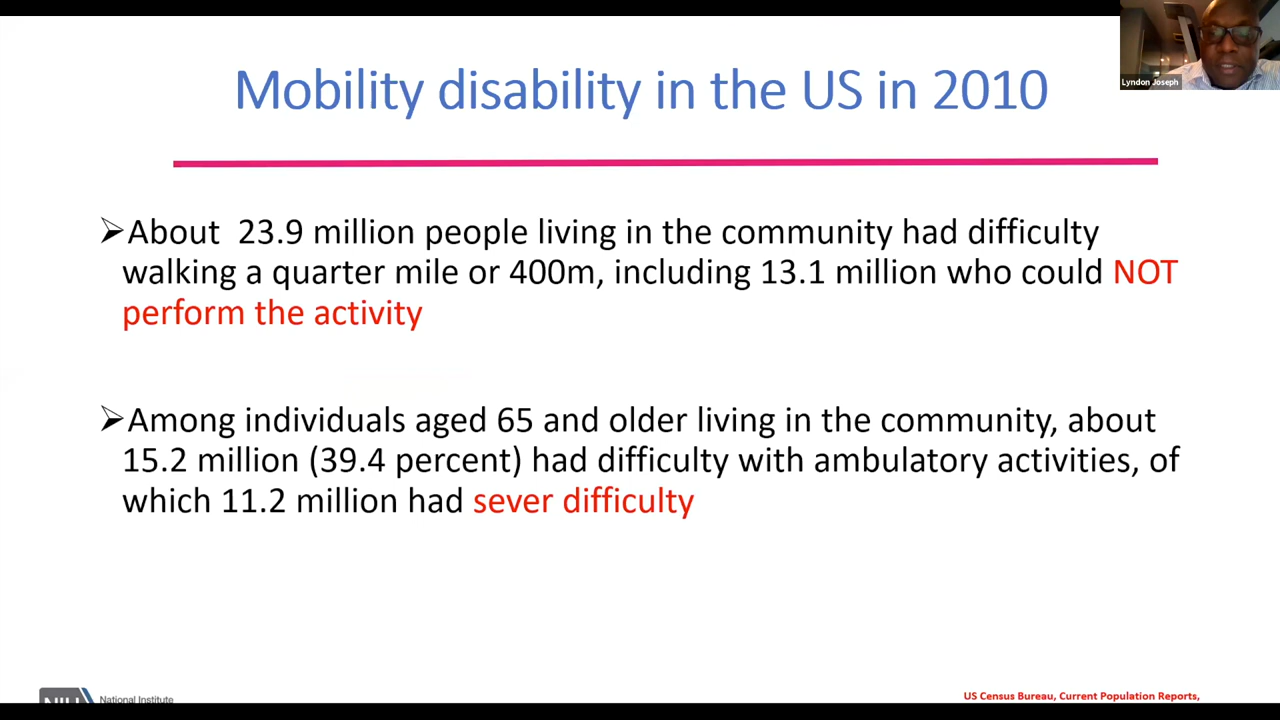 Mobility disability in the US in 2010
Lyndon Joseph
➢About 23.9 million people living in the community had difficulty
walking a quarter mile or 400m, including 13.1 million who could NOT
perform the activity
➢Among individuals aged 65 and older living in the community, about
15.2 million (39.4 percent) had difficulty with ambulatory activities, of
which 11.2 million had sever difficulty
NIH National Institute
US Census Bureau, Current Population Reports,